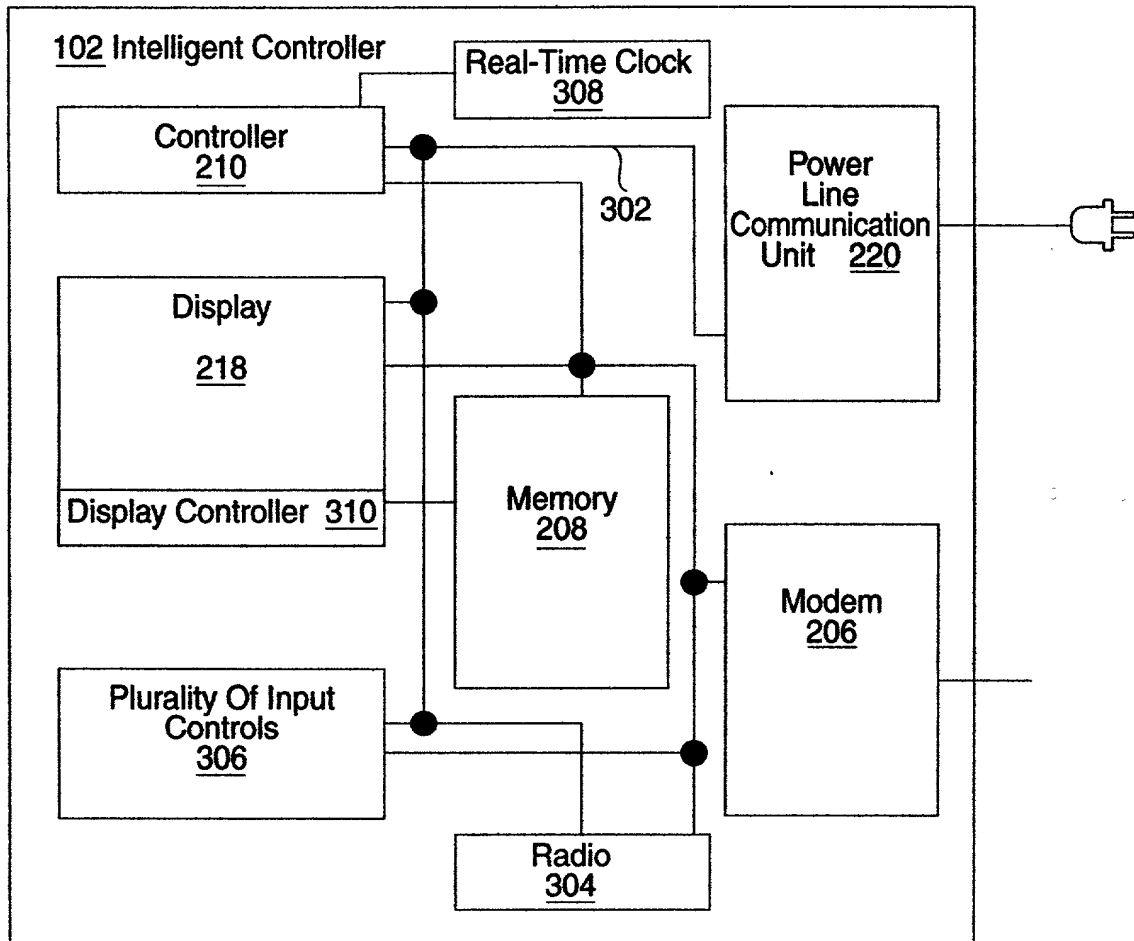 102 Intelligent Controller
Real-Time Clock
308
Controller
210
302
Power
Line
Communication
Unit 220
Display
218
Display Controller 310
Memory
208
Modem
206
Plurality Of Input
Controls
306
Radio
304